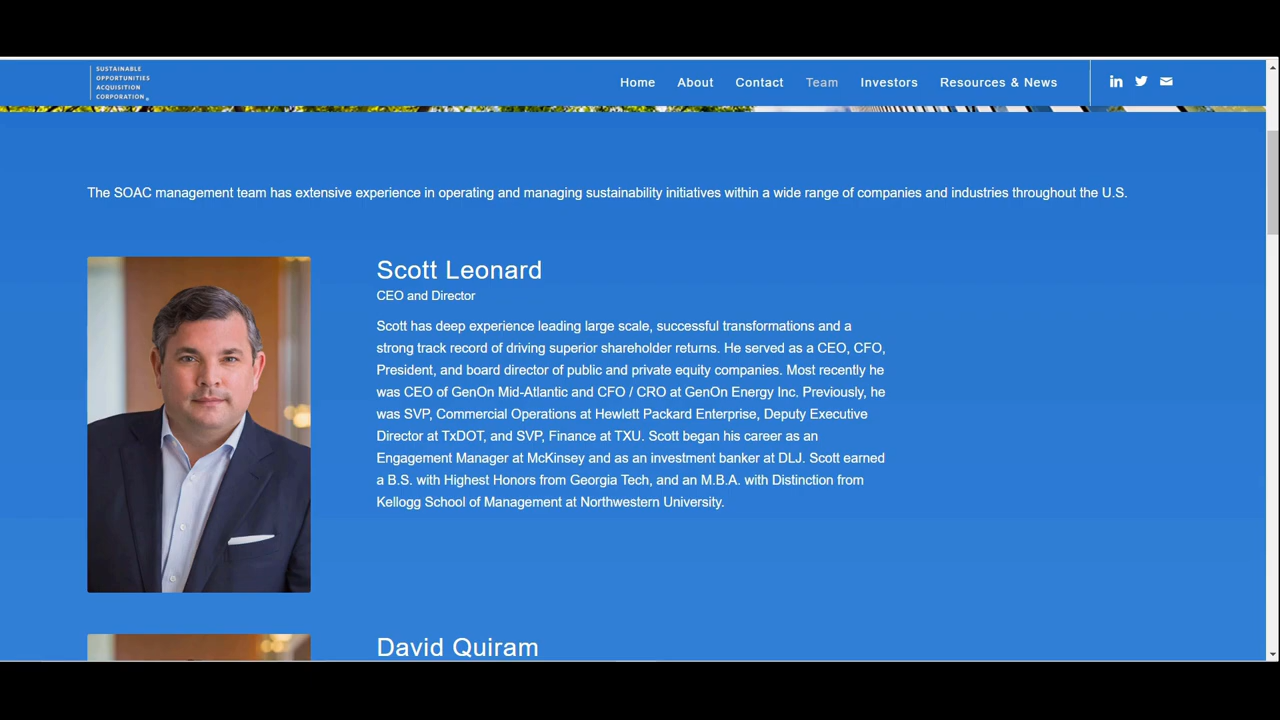 SUSTAINABLE
OPPORTUNITIES
ACQUISITION
CORPORATION
Home About Contact Team Investors Resources & News
The SOAC management team has extensive experience in operating and managing sustainability initiatives within a wide range of companies and industries throughout the U.S.
Scott Leonard
CEO and Director
Scott has deep experience leading large scale, successful transformations and a
strong track record of driving superior shareholder returns. He served as a CEO, CFO,
President, and board director of public and private equity companies. Most recently he
was CEO of GenOn Mid-Atlantic and CFO / CRO at GenOn Energy Inc. Previously, he
was SVP, Commercial Operations at Hewlett Packard Enterprise, Deputy Executive
Director at TxDOT, and SVP, Finance at TXU. Scott began his career as an
Engagement Manager at McKinsey and as an investment banker at DLJ. Scott earned
a B.S. with Highest Honors from Georgia Tech, and an M.B.A. with Distinction from
Kellogg School of Management at Northwestern University.
David Quiram